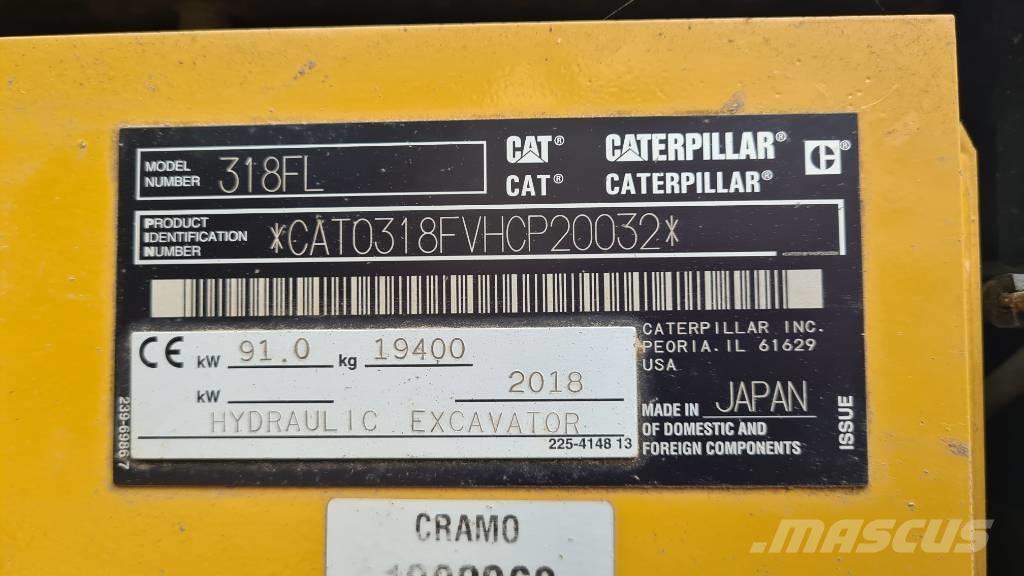 MODEL NUMBER 318FL
CAT® CATERPILLAR® C®
CAT® CATERPILLAR®
PRODUCT IDENTIFICATION NUMBER *CAT0318FVHCP20032*
CE kW 91.0 kg 19400
kW 2018
HYDRAULIC EXCAVATOR
225-4148 13
239-6986 7
CATERPILLAR INC.
PEORIA. IL 61629
USA
MADE IN JAPAN
OF DOMESTIC AND
FOREIGN COMPONENTS
ISSUE
CRAMO
MASCUS